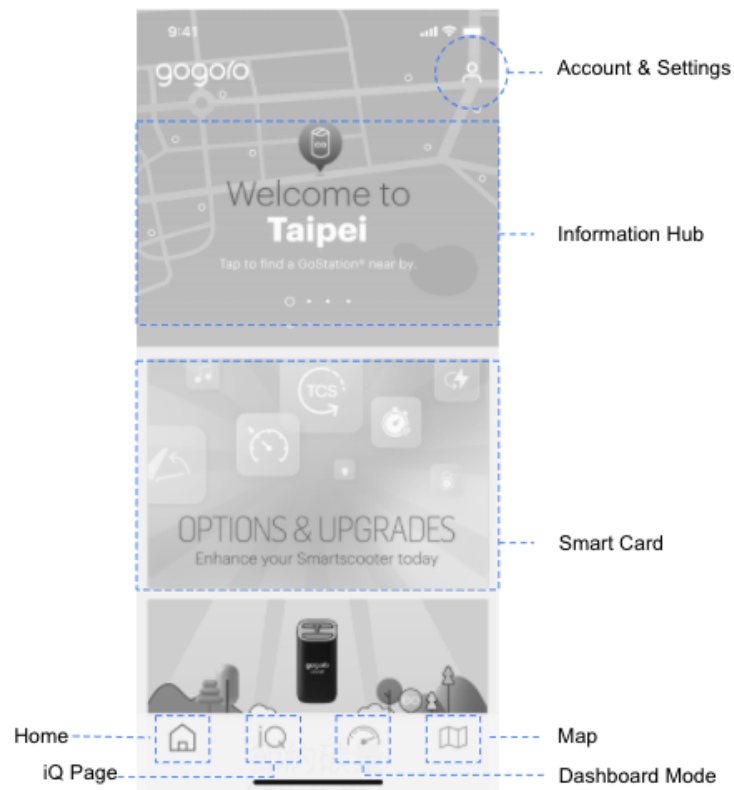 9:41
gogoro
Account & Settings
Welcome to
Taipei
Tap to find a GoStation® near by.
Information Hub
TCS
OPTIONS & UPGRADES
Enhance your Smartscooter today
Smart Card
gogoro
Home
iQ
Map
iQ Page
Dashboard Mode